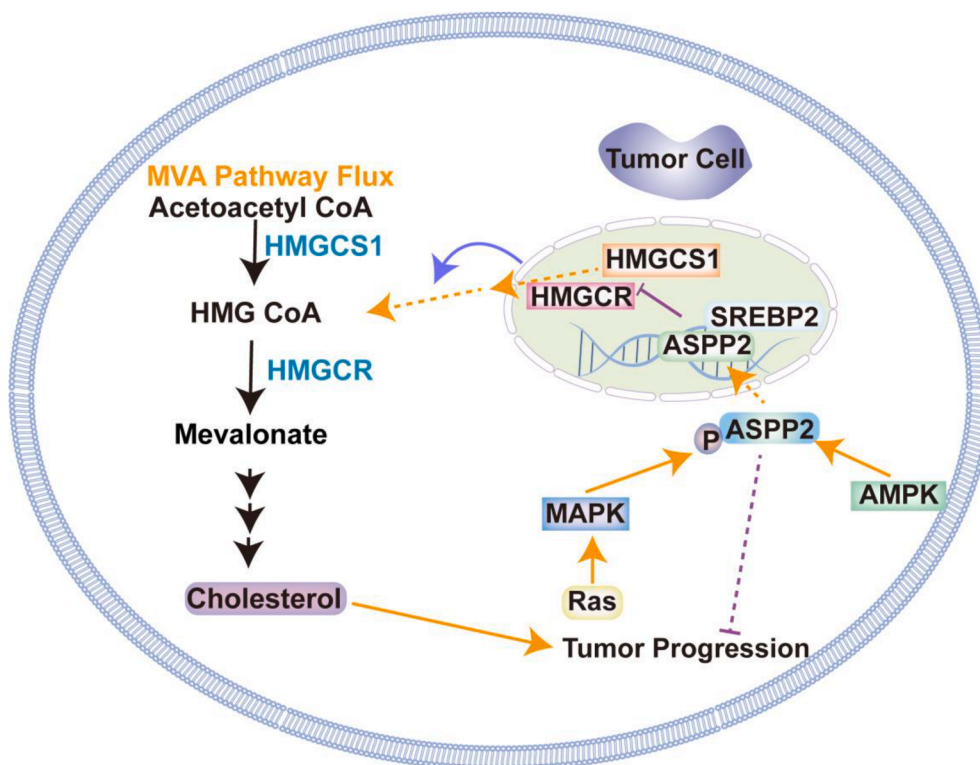 Tumor Cell
MVA Pathway Flux
Acetoacetyl CoA
HMGCS1
HMG CoA
HMGCR
Mevalonate
Cholesterol
HMGCS1
HMGCR
SREBP2
ASPP2
P
ASPP2
MAPK
AMPK
Ras
Tumor Progression